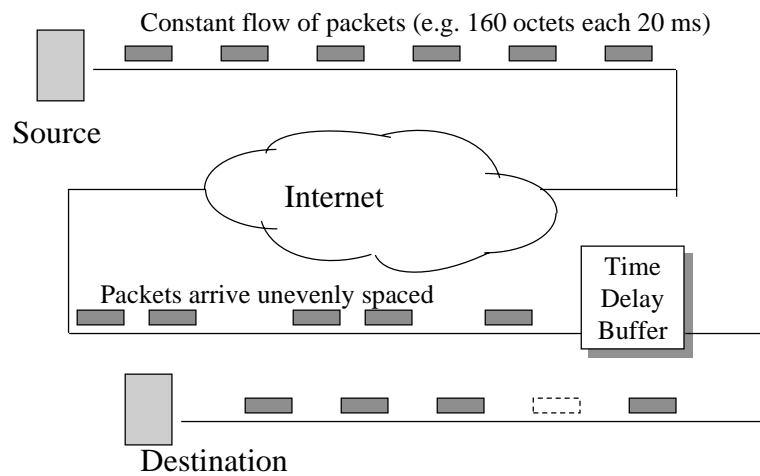 Constant flow of packets (e.g. 160 octets each 20 ms)
Source
Internet
Time
Delay
Buffer
Packets arrive unevenly spaced
Destination